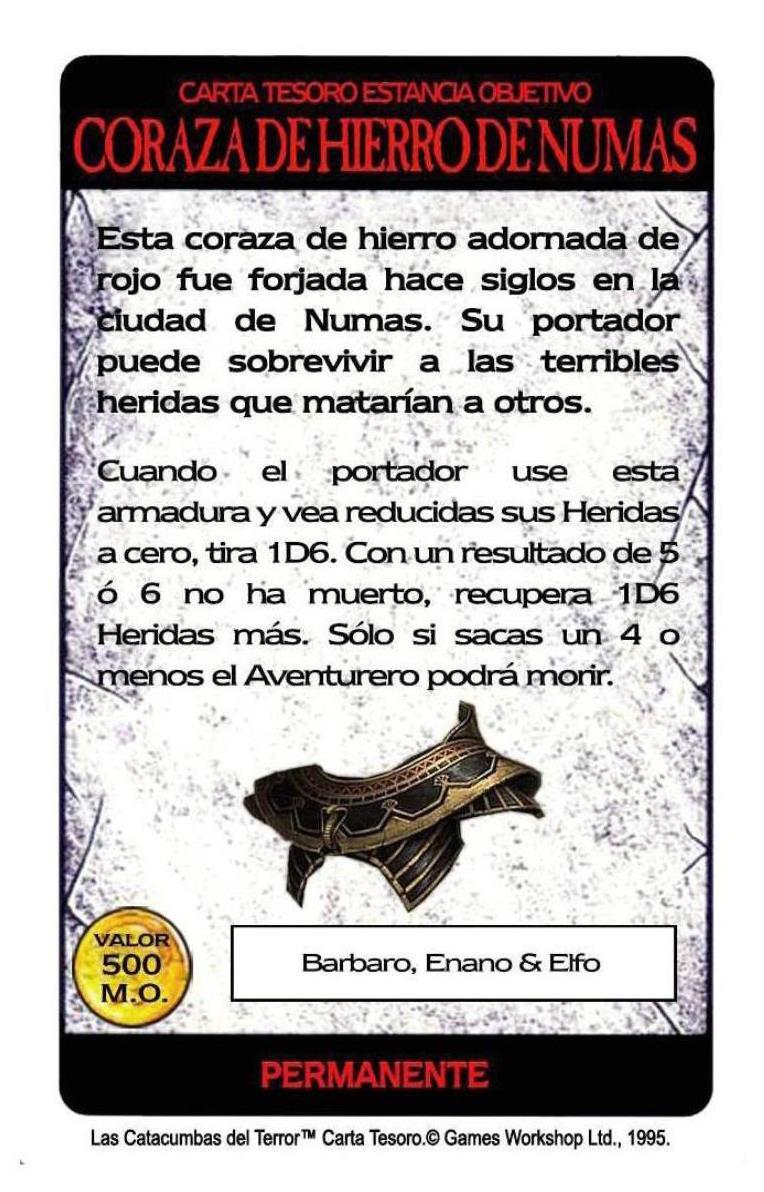 CARTA TESORO ESTANCIA OBJETIVO
CORAZA DE HIERRO DE NUMAS
Esta coraza de hierro adornada de
rojo fue forjada hace siglos en la
ciudad de Numas. Su portador
puede sobrevivir a las terribles
heridas que matarían a otros.
Cuando el portador use esta
armadura y vea reducidas sus Heridas
a cero, tira 1D6. Con un resultado de 5
ó 6 no ha muerto, recupera 1D6
Heridas más. Sólo si sacas un 4 o
menos el Aventurero podrá morir.
VALOR
500
M.O.
Barbaro, Enano & Elfo
PERMANENTE
Las Catacumbas del Terror™ Carta Tesoro.© Games Workshop Ltd., 1995.